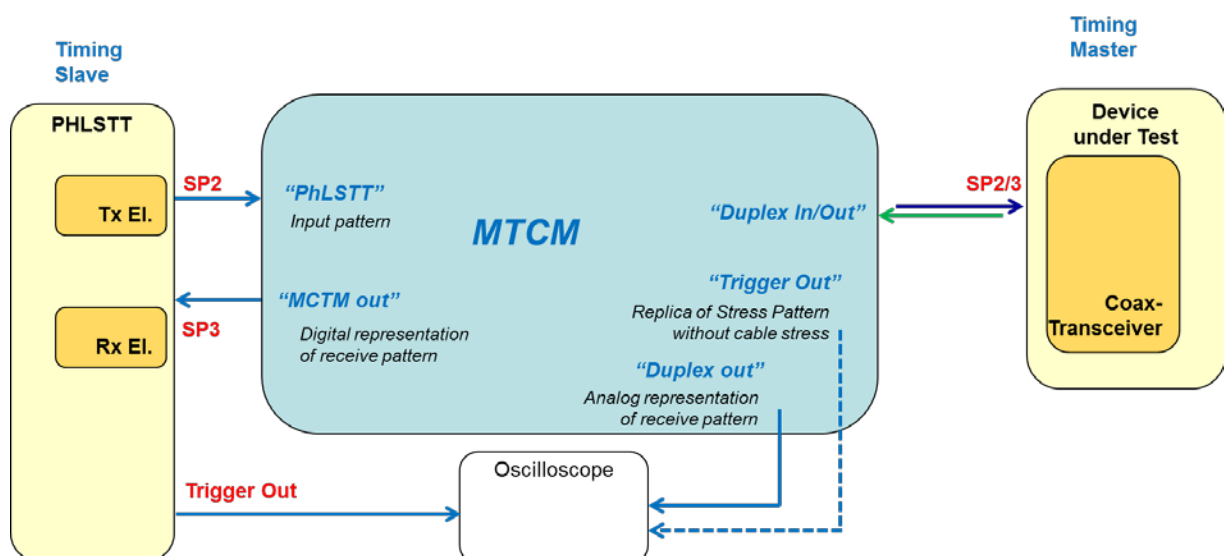 Timing
Slave
PHLSTT
Tx El.
Rx El.
SP2
SP3
Trigger Out
“PhLSTT”
Input pattern
MTCM
“MCTM out”
Digital representation
of receive pattern
“Duplex In/Out”
“Trigger Out”
Replica of Stress Pattern
without cable stress
“Duplex out”
Analog representation
of receive pattern
Oscilloscope
SP2/3
Timing
Master
Device
under Test
Coax-
Transceiver